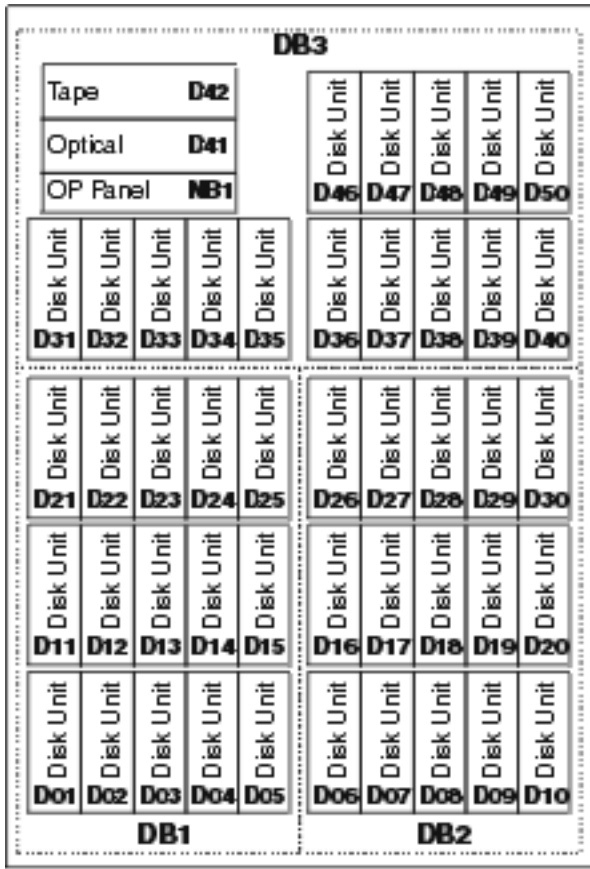 DB3
Tape D42
Optical D41
OP Panel NB1
Disk Unit Disk Unit Disk Unit Disk Unit Disk Unit
D46 D47 D48 D49 D50
Disk Unit Disk Unit Disk Unit Disk Unit Disk Unit
D31 D32 D33 D34 D35
Disk Unit Disk Unit Disk Unit Disk Unit Disk Unit
D36 D37 D38 D39 D40
Disk Unit Disk Unit Disk Unit Disk Unit Disk Unit
D21 D22 D23 D24 D25
Disk Unit Disk Unit Disk Unit Disk Unit Disk Unit
D11 D12 D13 D14 D15
Disk Unit Disk Unit Disk Unit Disk Unit Disk Unit
D01 D02 D03 D04 D05
DB1
Disk Unit Disk Unit Disk Unit Disk Unit Disk Unit
D26 D27 D28 D29 D30
Disk Unit Disk Unit Disk Unit Disk Unit Disk Unit
D16 D17 D18 D19 D20
Disk Unit Disk Unit Disk Unit Disk Unit Disk Unit
D06 D07 D08 D09 D10
DB2